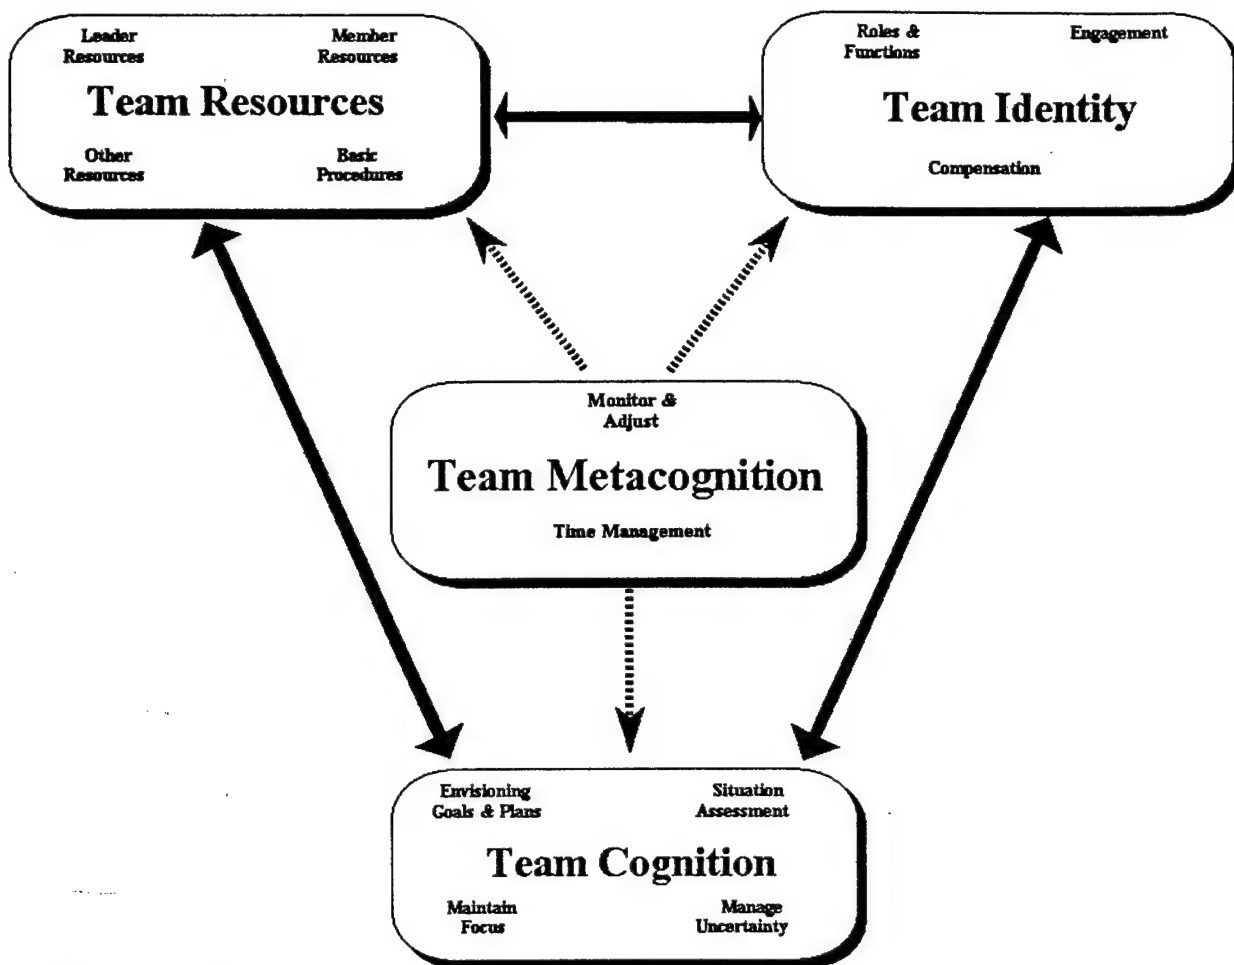 Leader
Resources
Member
Resources
Team Resources
Other
Resources
Basic
Procedures
Roles &
Functions
Engagement
Team Identity
Compensation
Monitor &
Adjust
Team Metacognition
Time Management
Envisioning
Goals & Plans
Situation
Assessment
Team Cognition
Maintain
Focus
Manage
Uncertainty